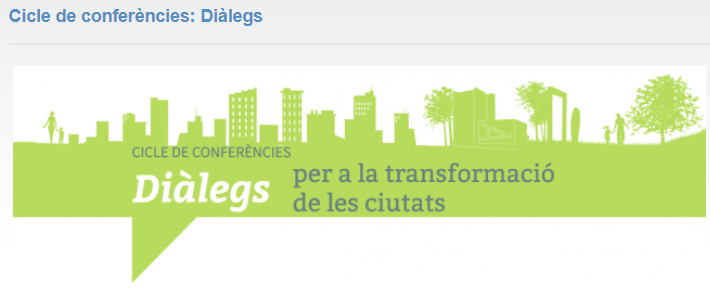 Cicle de conferències: Diàlegs
CICLE DE CONFERÈNCIES
Diàlegs
per a la transformació
de les ciutats